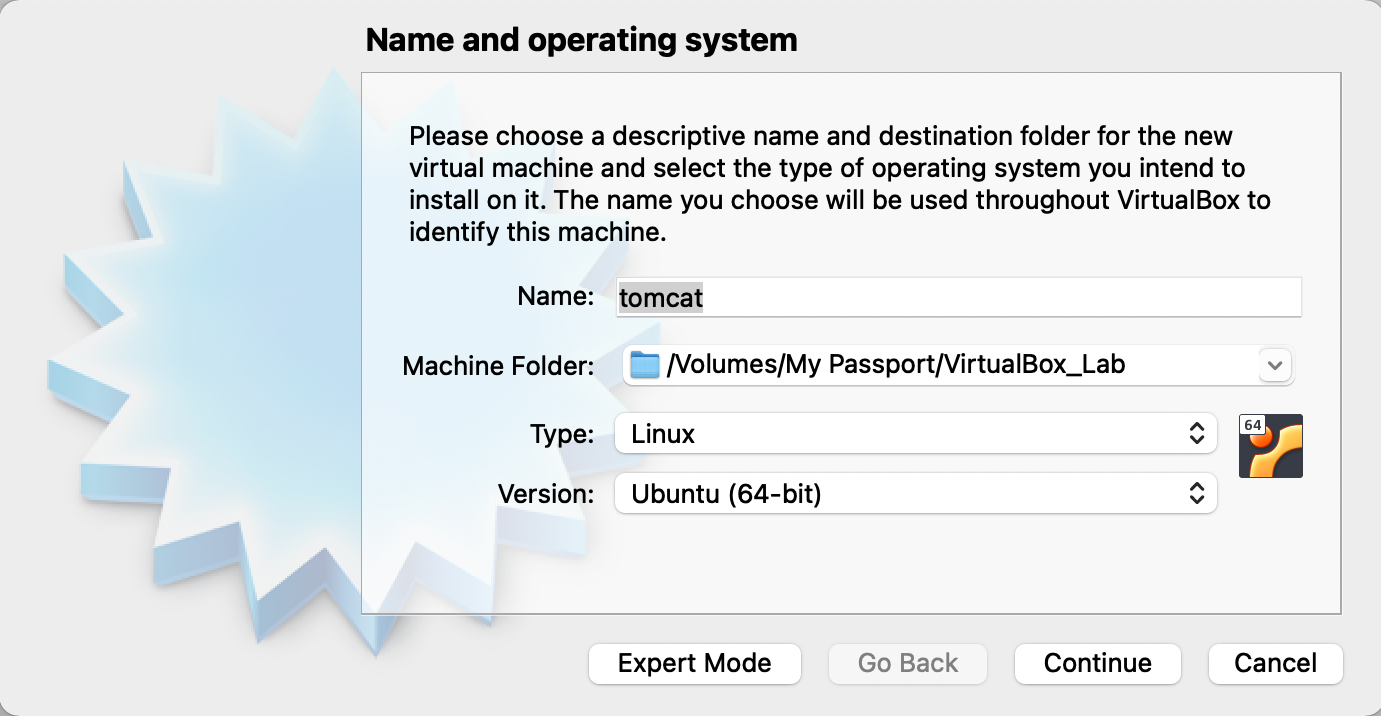 Name and operating system
Please choose a descriptive name and destination folder for the new
virtual machine and select the type of operating system you intend to
install on it. The name you choose will be used throughout VirtualBox to
identify this machine.
Name: tomcat
Machine Folder: /Volumes/My Passport/VirtualBox_Lab
Type: Linux
64
Version: Ubuntu (64-bit)
Expert Mode Go Back Continue Cancel